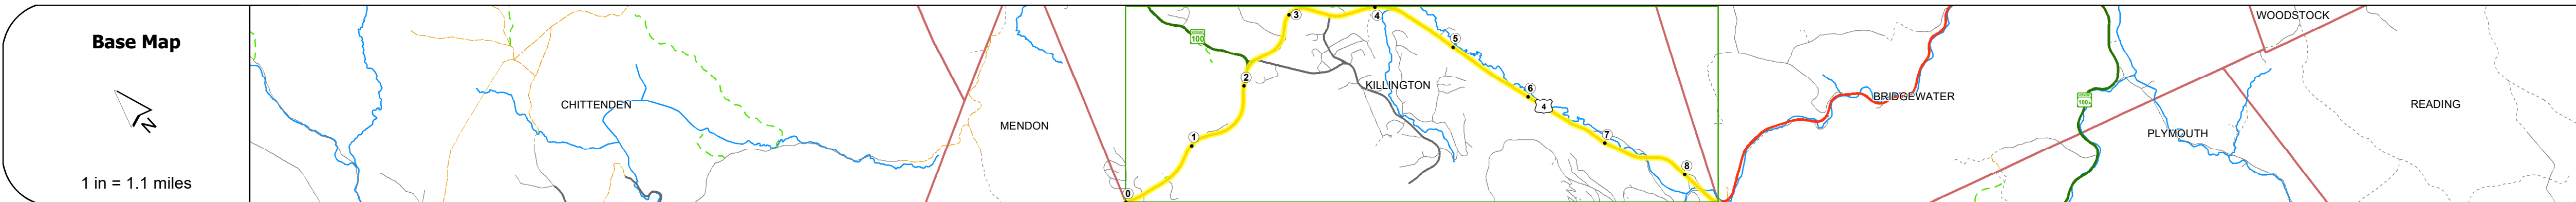 Base Map
N
1 in = 1.1 miles
CHITTENDEN
MENDON
100
0
1
2
3
4
5
6
4
7
8
KILLINGTON
BRIDGEWATER
WOODSTOCK
100A
PLYMOUTH
READING